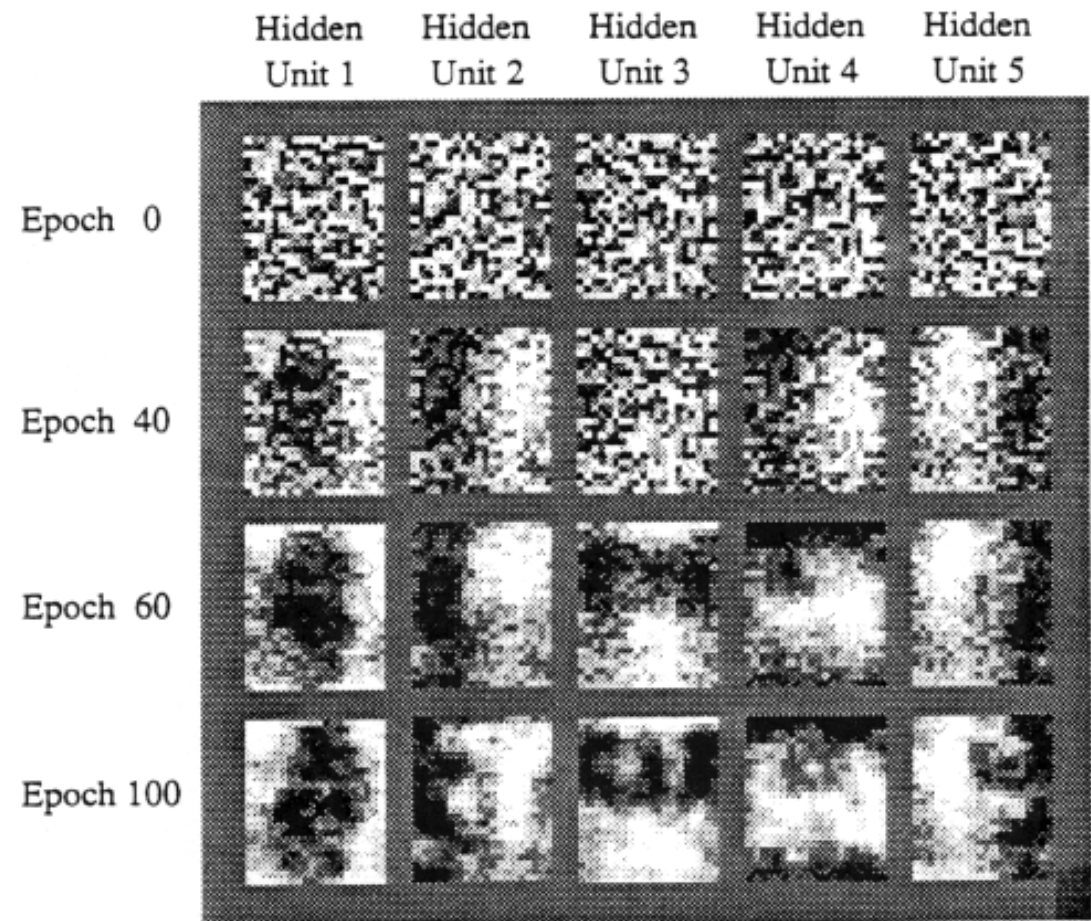 Hidden Hidden Hidden Hidden Hidden
Unit 1 Unit 2 Unit 3 Unit 4 Unit 5
Epoch 0
Epoch 40
Epoch 60
Epoch 100